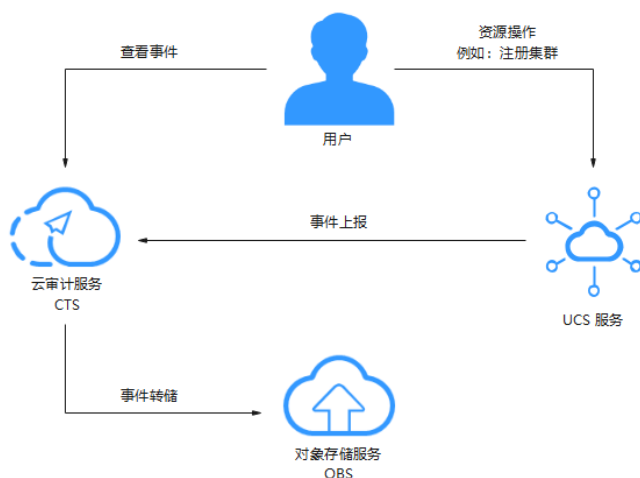 资源操作
查看事件
例如：注册集群
用户
事件上报
云审计服务
CTS
UCS 服务
事件转储
对象存储服务
OBS